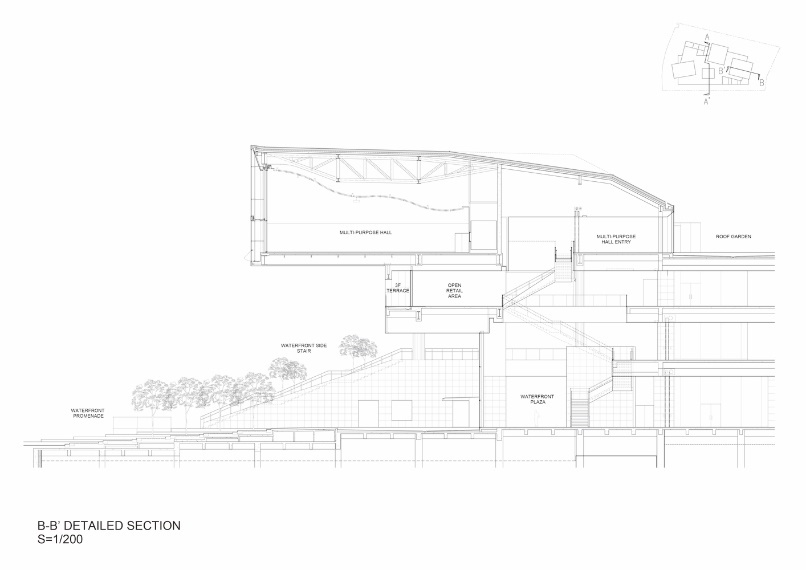 A
B'
B
A'
MULTI-PURPOSE HALL
MULTI-PURPOSE
HALL ENTRY
ROOF GARDEN
3F
TERRACE
OPEN
RETAIL
AREA
WATERFRONT SIDE
STAIR
WATERFRONT
PLAZA
WATERFRONT
PROMENADE
B-B' DETAILED SECTION
S=1/200